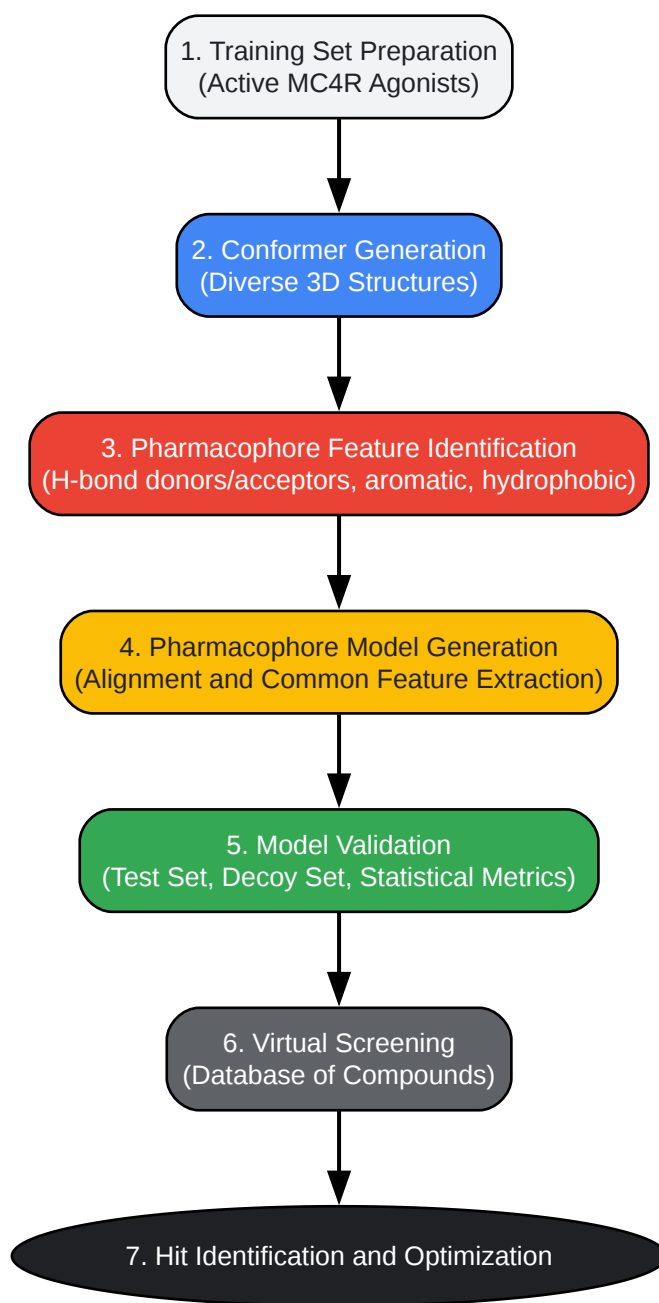 1. Training Set Preparation
(Active MC4R Agonists)
2. Conformer Generation
(Diverse 3D Structures)
3. Pharmacophore Feature Identification
(H-bond donors/acceptors, aromatic, hydrophobic)
4. Pharmacophore Model Generation
(Alignment and Common Feature Extraction)
5. Model Validation
(Test Set, Decoy Set, Statistical Metrics)
6. Virtual Screening
(Database of Compounds)
7. Hit Identification and Optimization